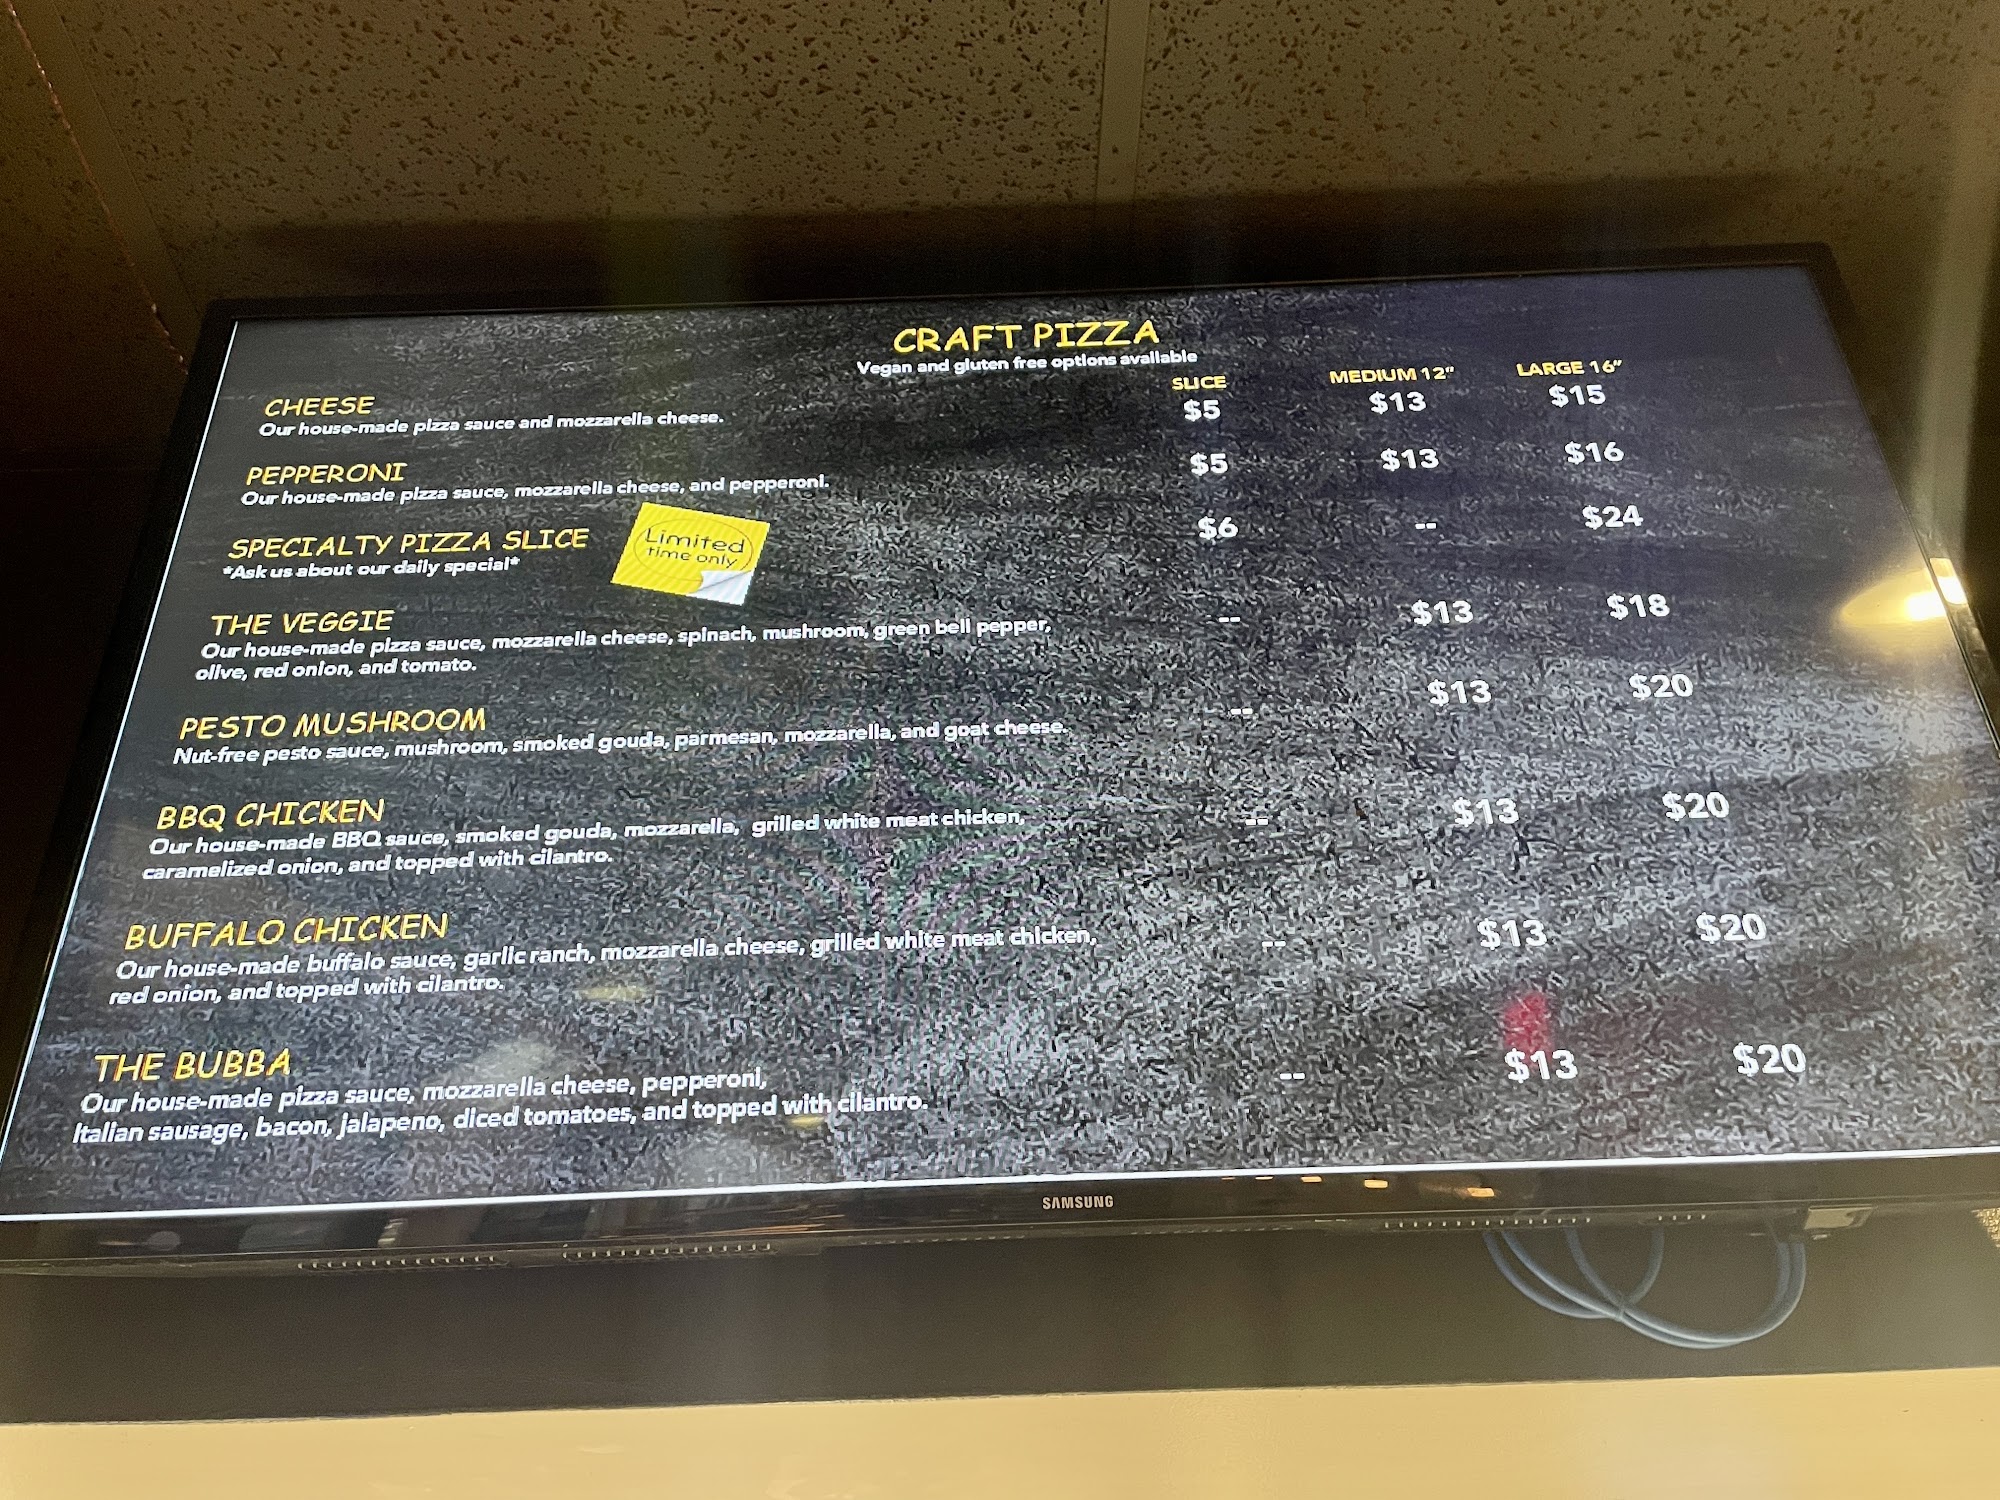 CRAFT PIZZA
Vegan and gluten free options available
SLICE MEDIUM 12" LARGE 16"
CHEESE $5 $13 $15
Our house-made pizza sauce and mozzarella cheese.
PEPPERONI $5 $13 $16
Our house-made pizza sauce, mozzarella cheese, and pepperoni.
SPECIALTY PIZZA SLICE $6 -- $24
*Ask us about our daily special*
Limited
time only
THE VEGGIE -- $13 $18
Our house-made pizza sauce, mozzarella cheese, spinach, mushroom, green bell pepper,
olive, red onion, and tomato.
PESTO MUSHROOM -- $13 $20
Nut-free pesto sauce, mushroom, smoked gouda, parmesan, mozzarella, and goat cheese.
BBQ CHICKEN -- $13 $20
Our house-made BBQ sauce, smoked gouda, mozzarella, grilled white meat chicken,
caramelized onion, and topped with cilantro.
BUFFALO CHICKEN -- $13 $20
Our house-made buffalo sauce, garlic ranch, mozzarella cheese, grilled white meat chicken,
red onion, and topped with cilantro.
THE BUBBA -- $13 $20
Our house-made pizza sauce, mozzarella cheese, pepperoni,
Italian sausage, bacon, jalapeno, diced tomatoes, and topped with cilantro.
SAMSUNG